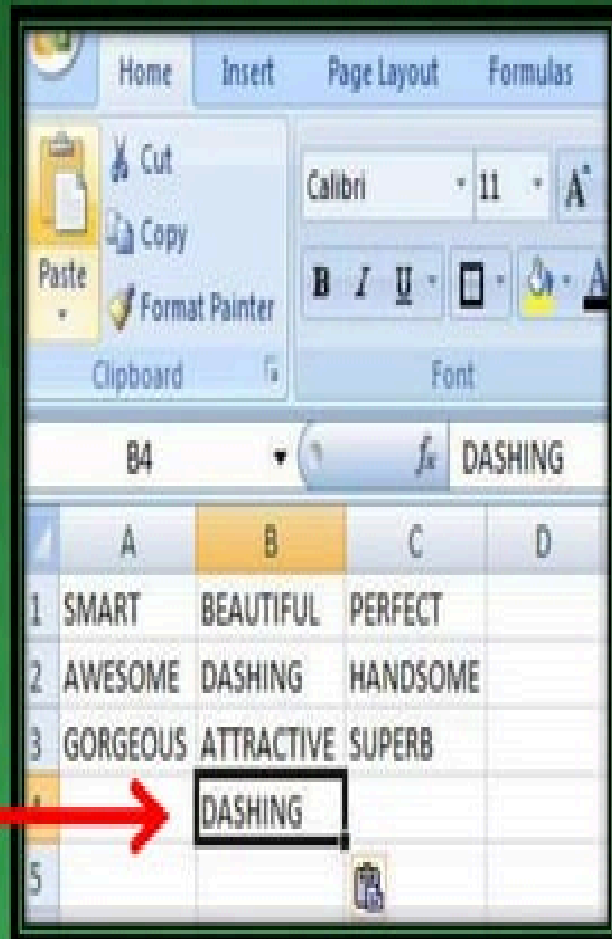 Home Insert Page Layout Formulas
Cut
Calibri 11 A
Copy
Paste
B I U A
Format Painter
Clipboard Font
B4 fx DASHING
A B C D
1 SMART BEAUTIFUL PERFECT
2 AWESOME DASHING HANDSOME
3 GORGEOUS ATTRACTIVE SUPERB
4 DASHING
5